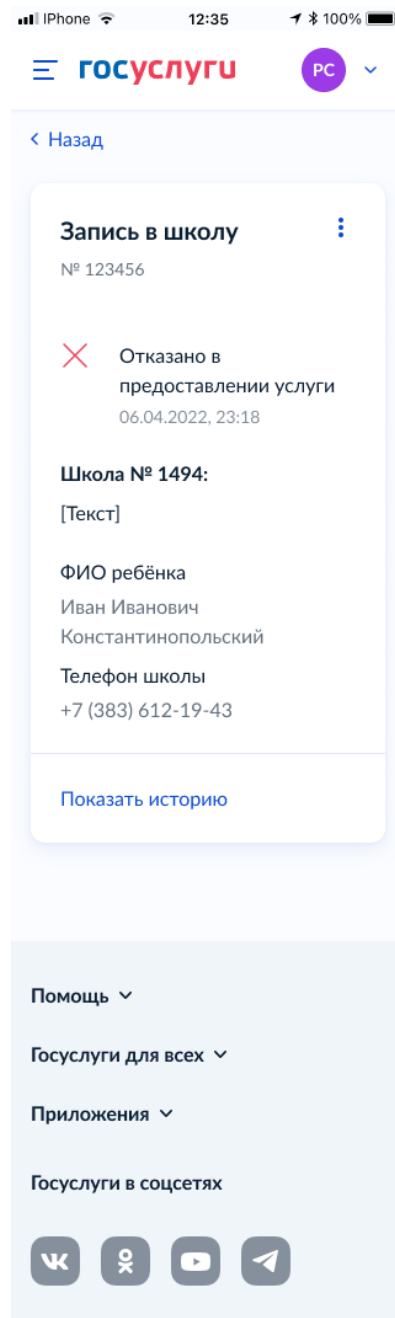 IPhone 12:35 100%
госуслуги РС
Назад
Запись в школу
№ 123456
Отказано в
предоставлении услуги
06.04.2022, 23:18
Школа № 1494:
[Текст]
ФИО ребёнка
Иван Иванович
Константинопольский
Телефон школы
+7 (383) 612-19-43
Показать историю
Помощь
Госуслуги для всех
Приложения
Госуслуги в соцсетях